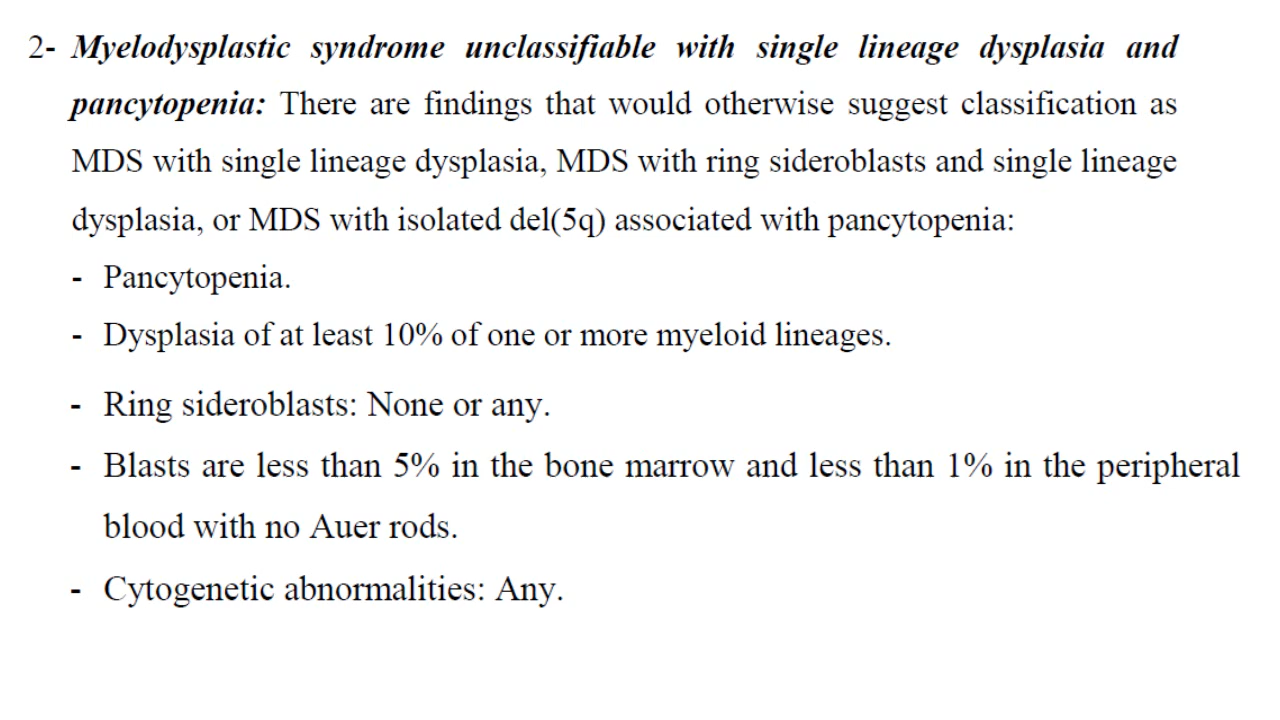 2- Myelodysplastic syndrome unclassifiable with single lineage dysplasia and
pancytopenia: There are findings that would otherwise suggest classification as
MDS with single lineage dysplasia, MDS with ring sideroblasts and single lineage
dysplasia, or MDS with isolated del(5q) associated with pancytopenia:
- Pancytopenia.
- Dysplasia of at least 10% of one or more myeloid lineages.
- Ring sideroblasts: None or any.
- Blasts are less than 5% in the bone marrow and less than 1% in the peripheral
blood with no Auer rods.
- Cytogenetic abnormalities: Any.